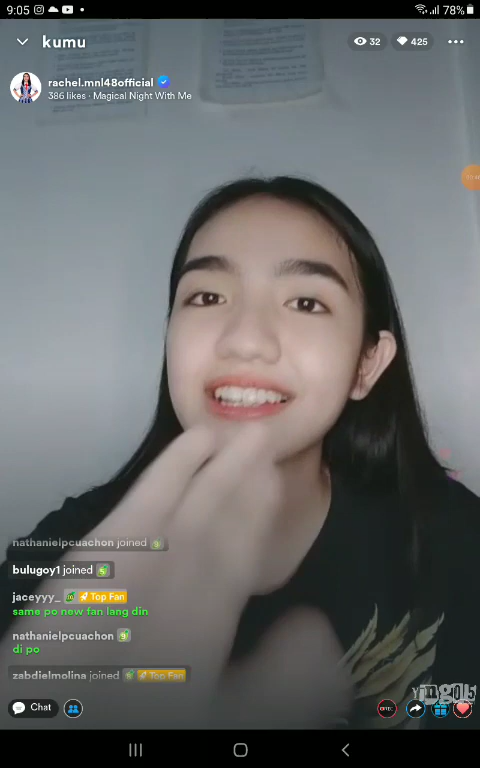 9:05
78%
kumu
32
425
rachel.mnl48official
386 likes · Magical Night With Me
nathanielpcuachon joined
bulugoy1 joined
jaceyyy_ Top Fan
same po new fan lang din
nathanielpcuachon 9
di po
zabdielmolina joined Top Fan
Chat